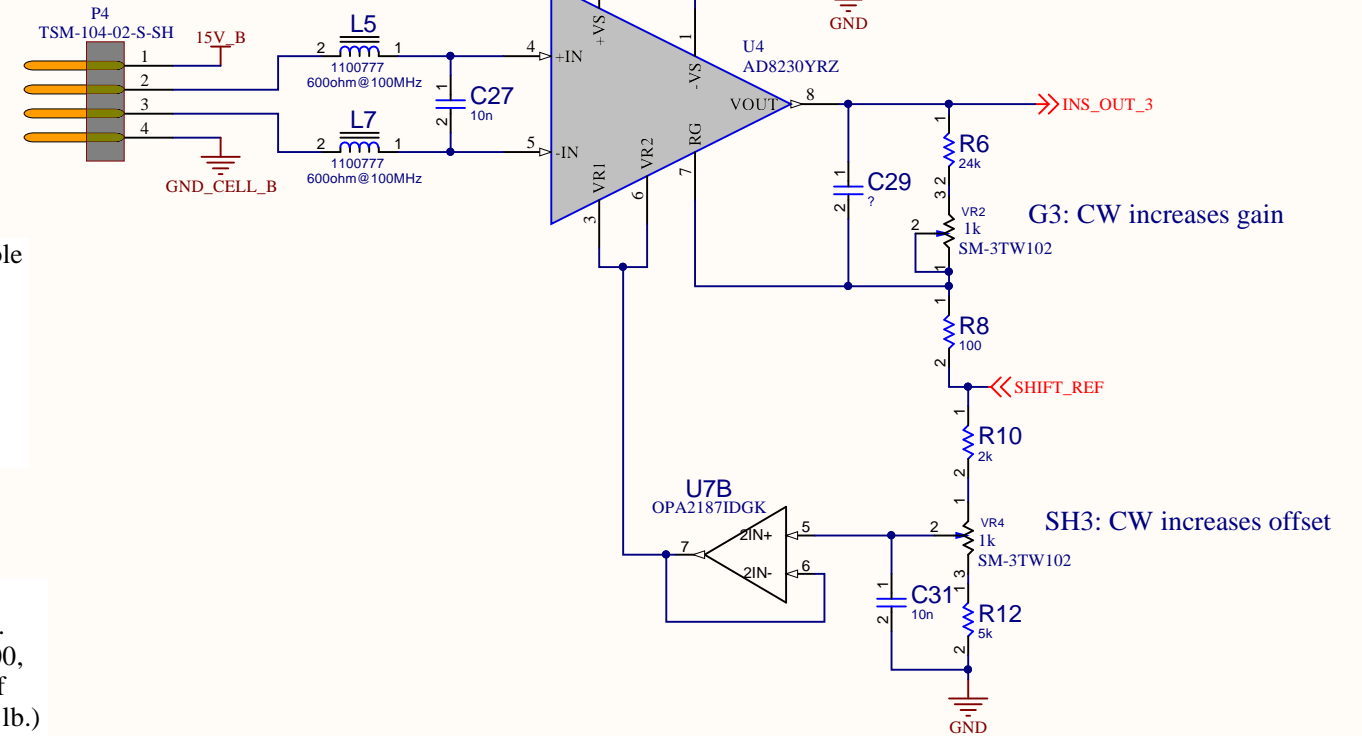 P4
TSM-104-02-S-SH
15V_B
1
2
3
4
GND_CELL_B
L5
2 1
1100777
600ohm@100MHz
L7
2 1
1100777
600ohm@100MHz
1
C27
10n
2
4
+IN
5
-IN
+VS
1
-VS
GND
U4
AD8230YRZ
VOUT
8
RG
7
VR1
3
VR2
6
INS_OUT_3
1
R6
24k
2
1
C29
?
2
3
VR2
2
1k
SM-3TW102
1
G3: CW increases gain
1
R8
100
2
SHIFT_REF
1
R10
2k
2
1
VR4
2
1k
SM-3TW102
3
SH3: CW increases offset
U7B
OPA2187IDGK
2IN+
5
7
2IN-
6
1
C31
10n
2
1
R12
5k
2
GND
ole
.
00,
f
lb.)